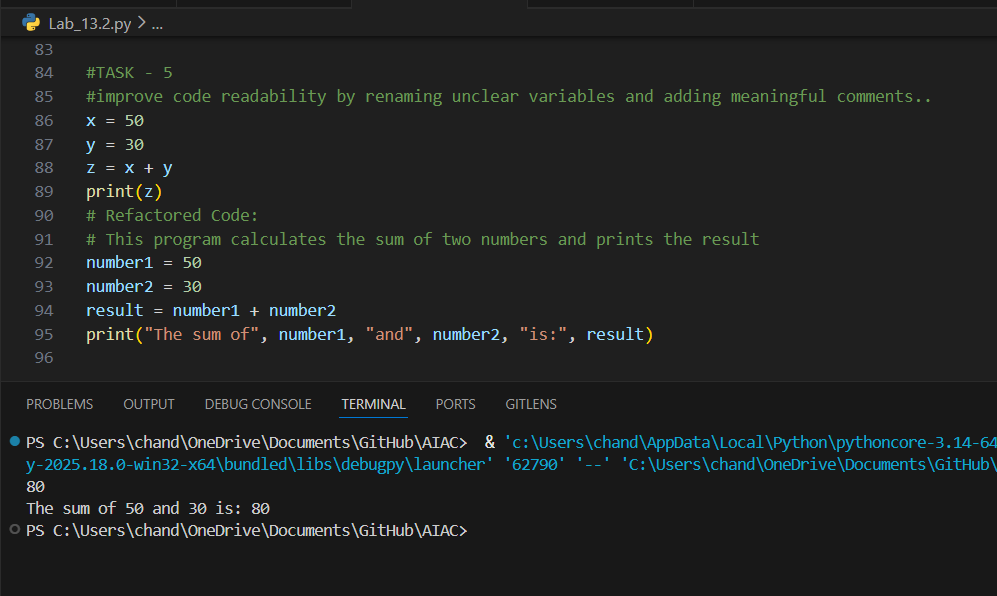 Lab_13.2.py > ...
83
84 #TASK - 5
85 #improve code readability by renaming unclear variables and adding meaningful comments..
86 x = 50
87 y = 30
88 z = x + y
89 print(z)
90 # Refactored Code:
91 # This program calculates the sum of two numbers and prints the result
92 number1 = 50
93 number2 = 30
94 result = number1 + number2
95 print("The sum of", number1, "and", number2, "is:", result)
96
PROBLEMS OUTPUT DEBUG CONSOLE TERMINAL PORTS GITLENS
PS C:\Users\chand\OneDrive\Documents\GitHub\AIAC> & 'c:\Users\chand\AppData\Local\Python\pythoncore-3.14-64
y-2025.18.0-win32-x64\bundled\libs\debugpy\launcher' '62790' '--' 'C:\Users\chand\OneDrive\Documents\GitHub\
80
The sum of 50 and 30 is: 80
PS C:\Users\chand\OneDrive\Documents\GitHub\AIAC>